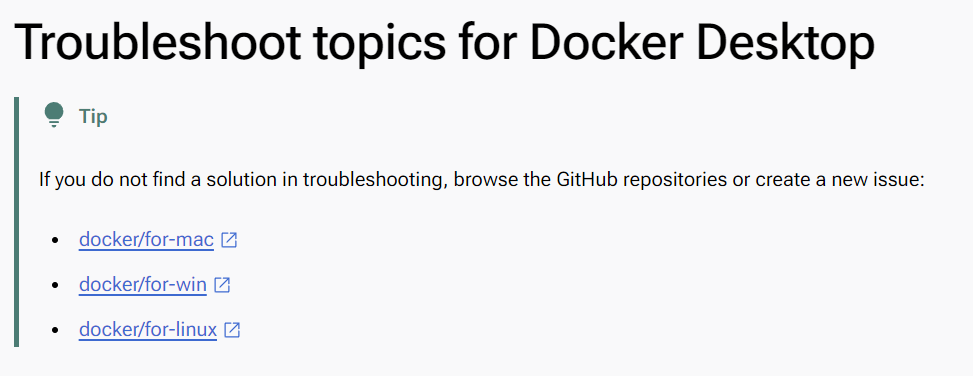 Troubleshoot topics for Docker Desktop
Tip
If you do not find a solution in troubleshooting, browse the GitHub repositories or create a new issue:
docker/for-mac
docker/for-win
docker/for-linux